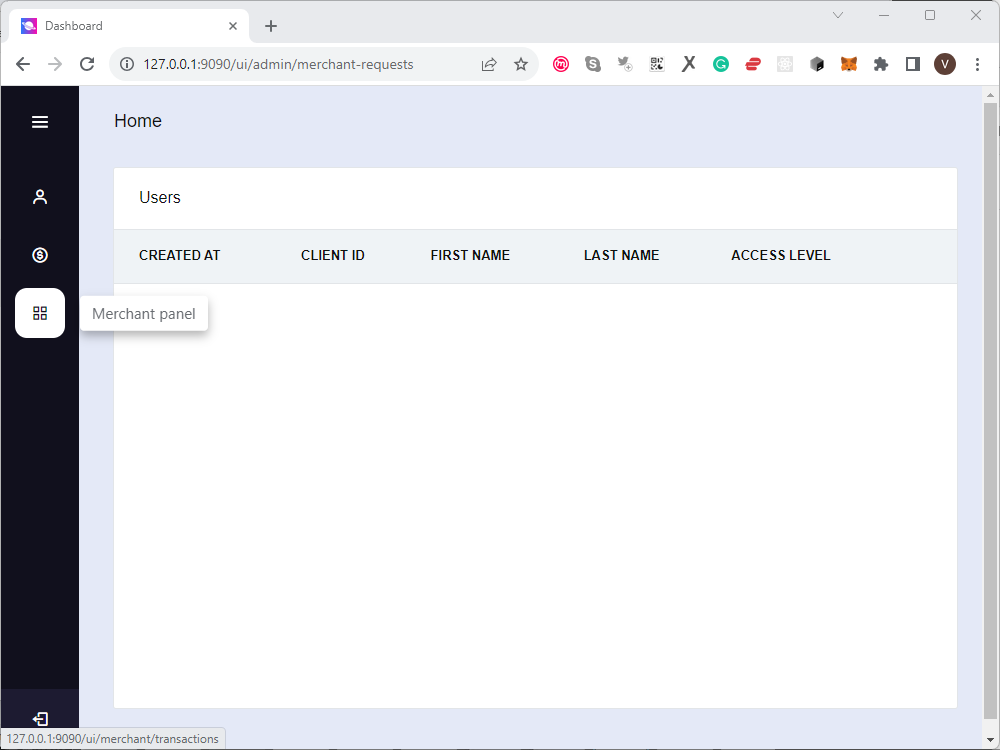 Dashboard
127.0.0.1:9090/ui/admin/merchant-requests
V
Home
Users
CREATED AT CLIENT ID FIRST NAME LAST NAME ACCESS LEVEL
Merchant panel
127.0.0.1:9090/ui/merchant/transactions